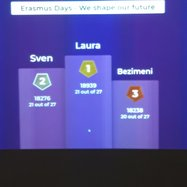 Erasmus Days: We shape our future
Laura
1
18939
21 out of 27
Sven
2
18276
21 out of 27
Bezimeni
3
18238
20 out of 27